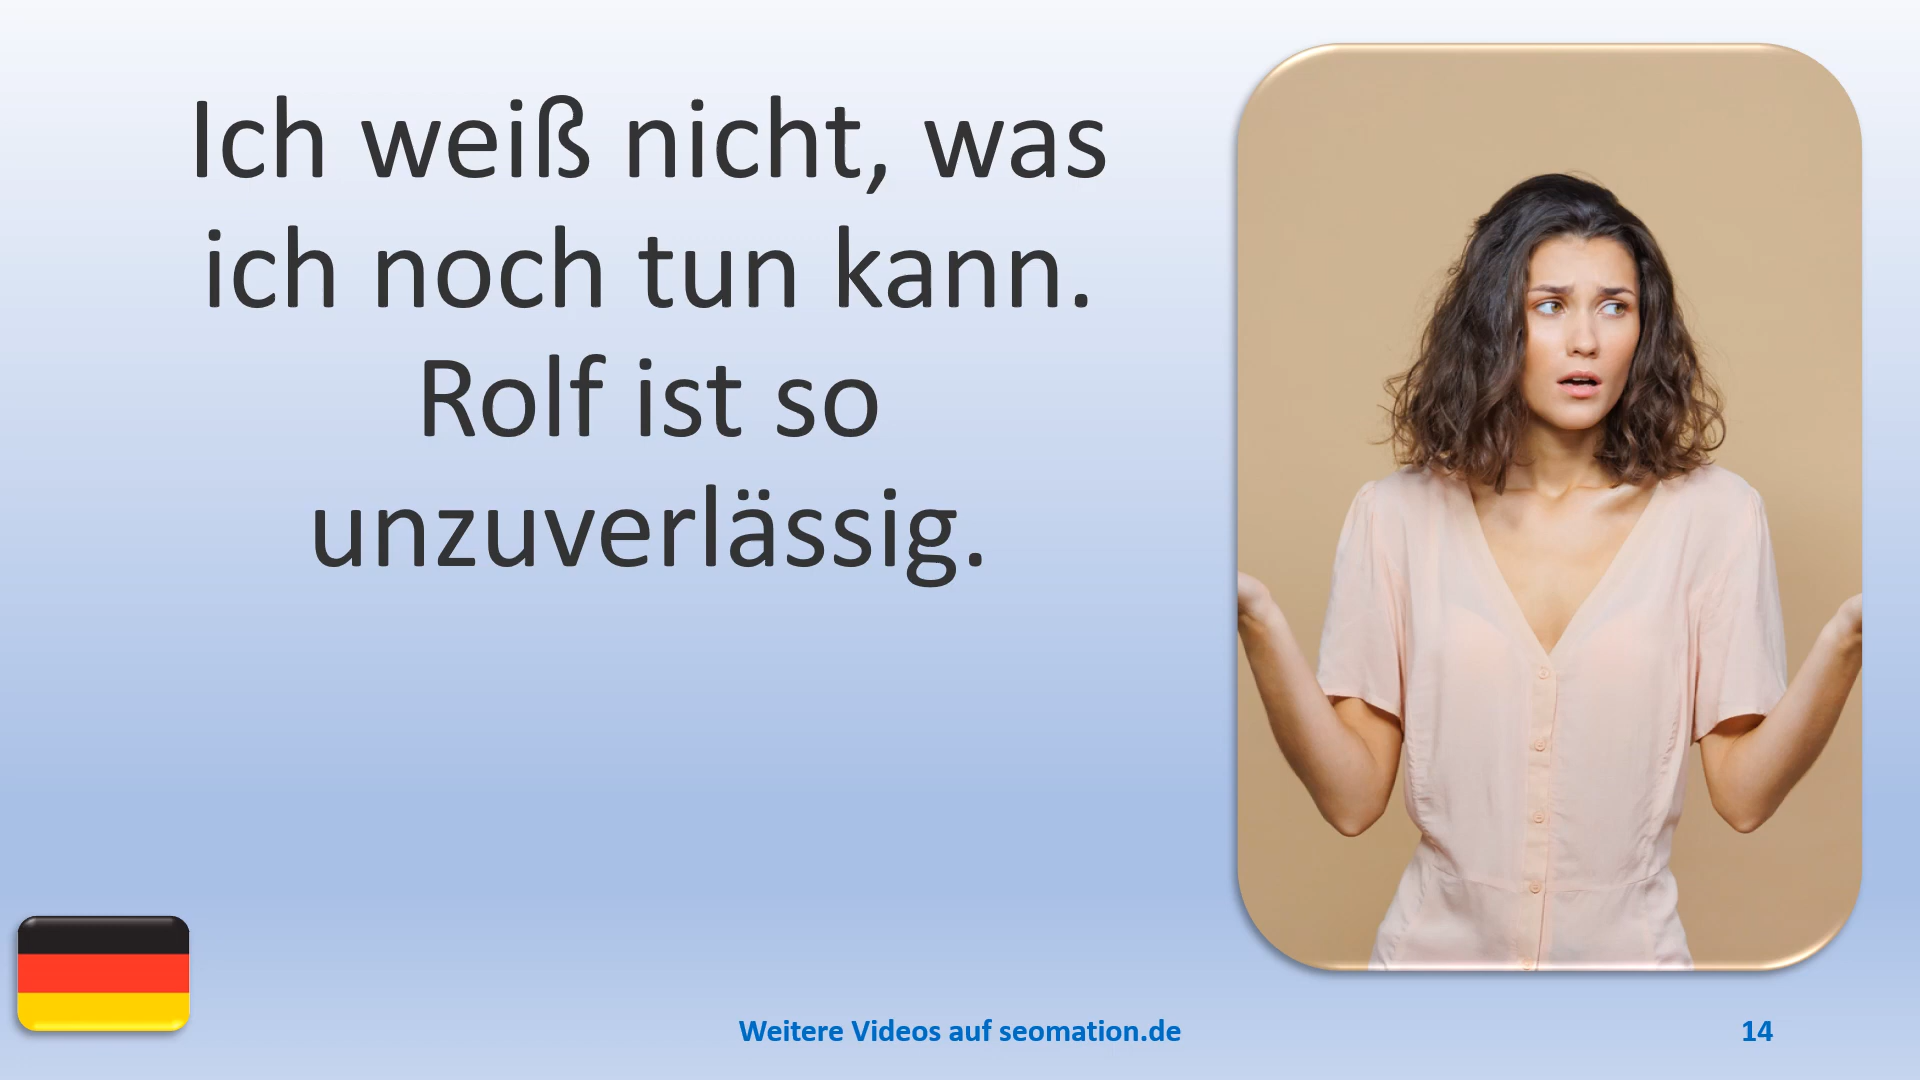 Ich weiß nicht, was
ich noch tun kann.
Rolf ist so
unzuverlässig.
Weitere Videos auf seomation.de
14